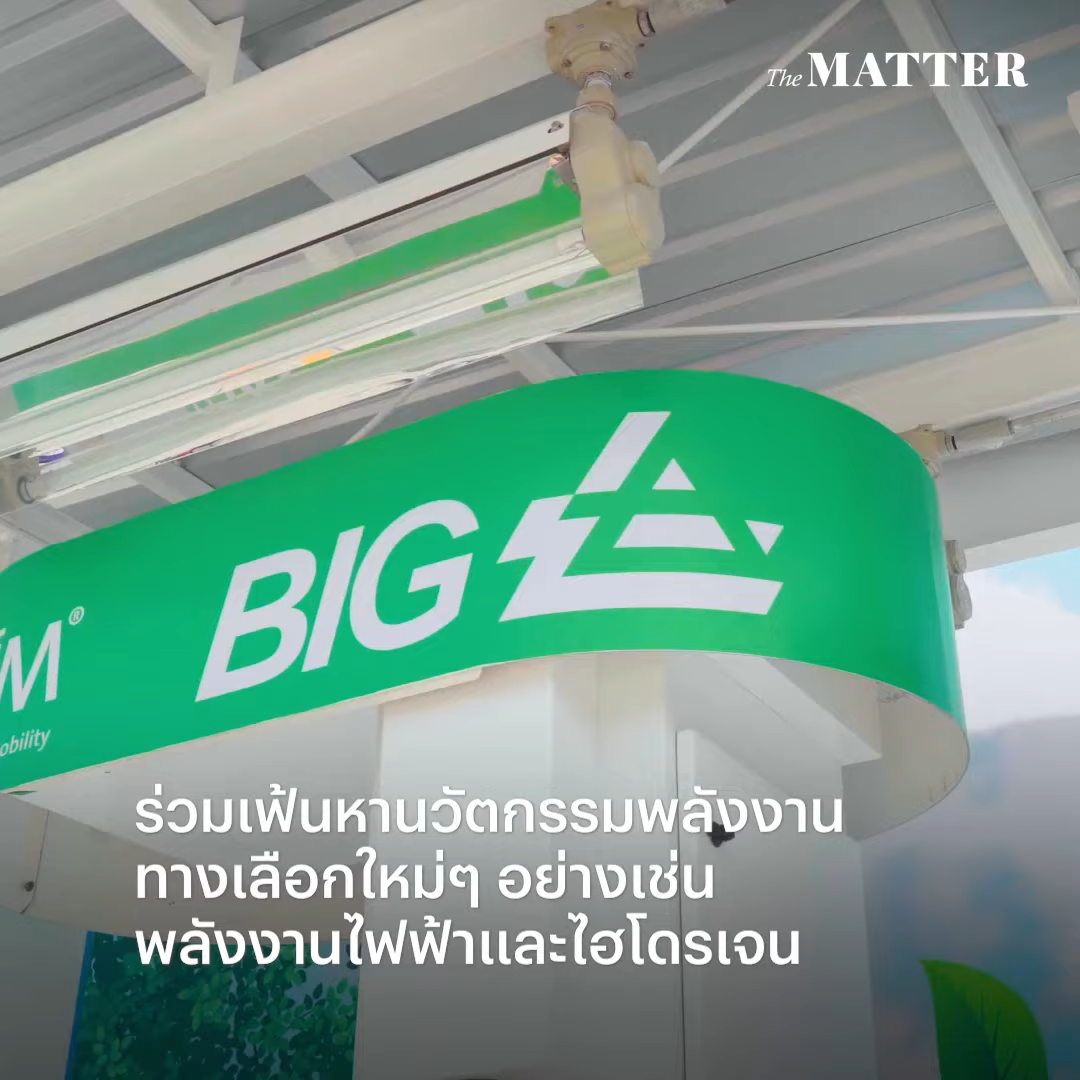 The MATTER
BIG
M®
obility
ร่วมเฟ้นหานวัตกรรมพลังงาน
ทางเลือกใหม่ๆ อย่างเช่น
พลังงานไฟฟ้าและไฮโดรเจน